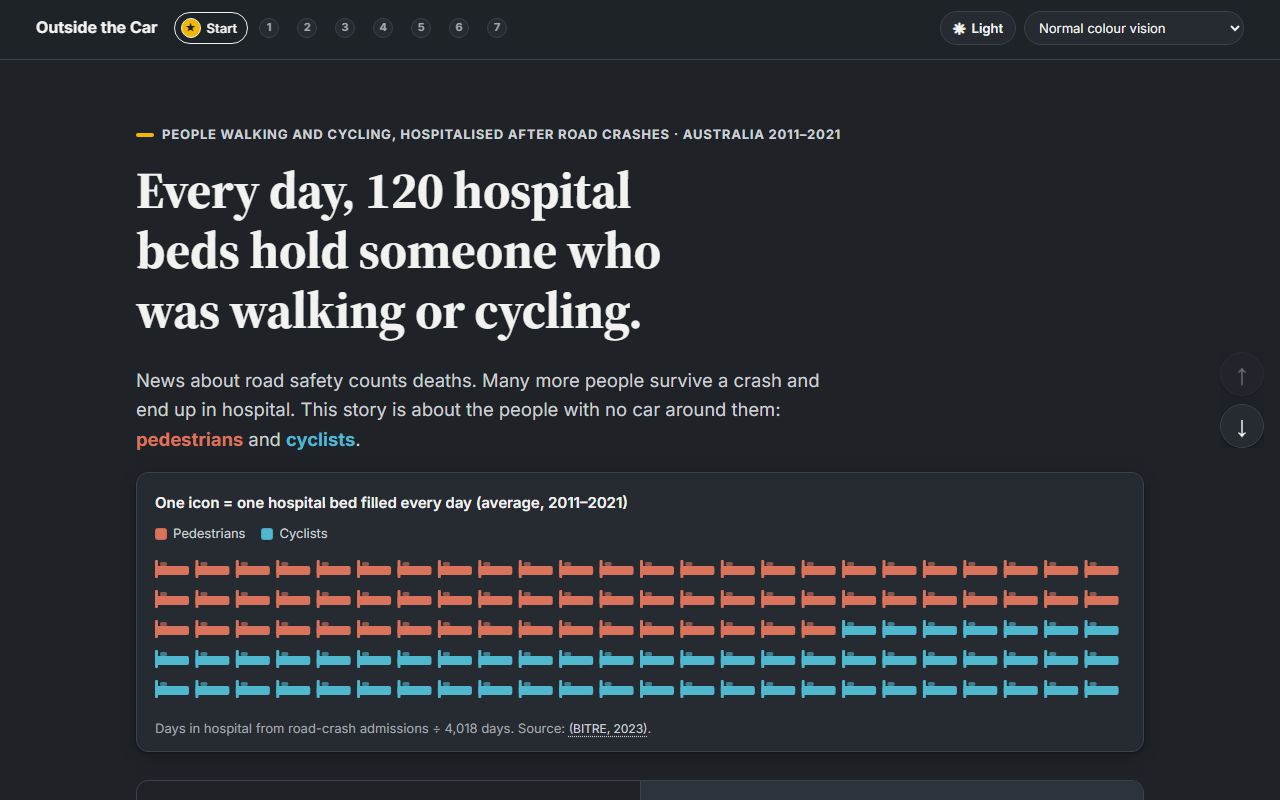 Outside the Car
★ Start 1 2 3 4 5 6 7
Light
Normal colour vision
PEOPLE WALKING AND CYCLING, HOSPITALISED AFTER ROAD CRASHES · AUSTRALIA 2011–2021
Every day, 120 hospital
beds hold someone who
was walking or cycling.
News about road safety counts deaths. Many more people survive a crash and
end up in hospital. This story is about the people with no car around them:
pedestrians and cyclists.
↑
↓
One icon = one hospital bed filled every day (average, 2011–2021)
Pedestrians Cyclists
Days in hospital from road-crash admissions ÷ 4,018 days. Source: (BITRE, 2023).